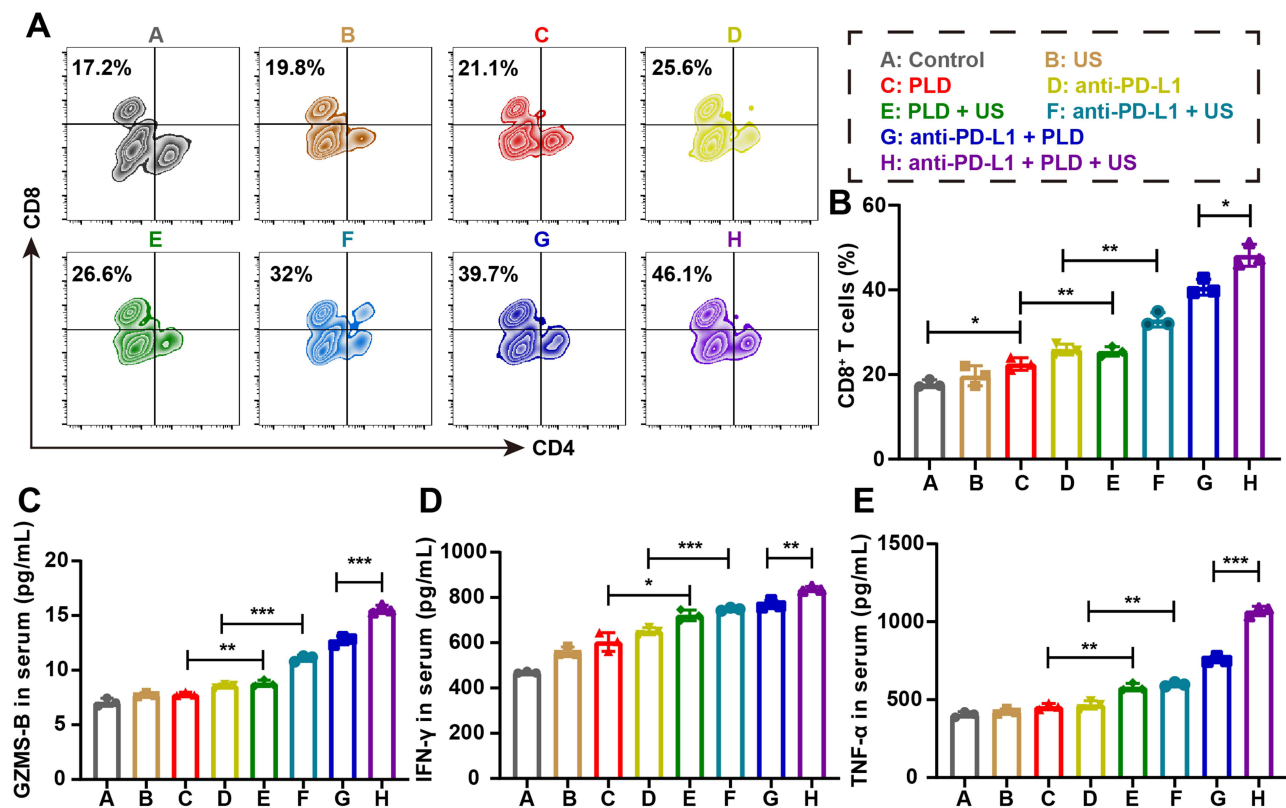 A
A
B
C
D
17.2%
19.8%
21.1%
25.6%
CD8
E
F
G
H
26.6%
32%
39.7%
46.1%
CD4
A: Control
B: US
C: PLD
D: anti-PD-L1
E: PLD + US
F: anti-PD-L1 + US
G: anti-PD-L1 + PLD
H: anti-PD-L1 + PLD + US
B
CD8⁺ T cells (%)
60
40
20
0
*
**
**
*
A B C D E F G H
C
GZMS-B in serum (pg/mL)
20
15
10
5
0
**
***
***
A B C D E F G H
D
IFN-γ in serum (pg/mL)
1000
800
600
400
200
0
*
***
**
A B C D E F G H
E
TNF-α in serum (pg/mL)
1500
1000
500
0
**
**
***
A B C D E F G H